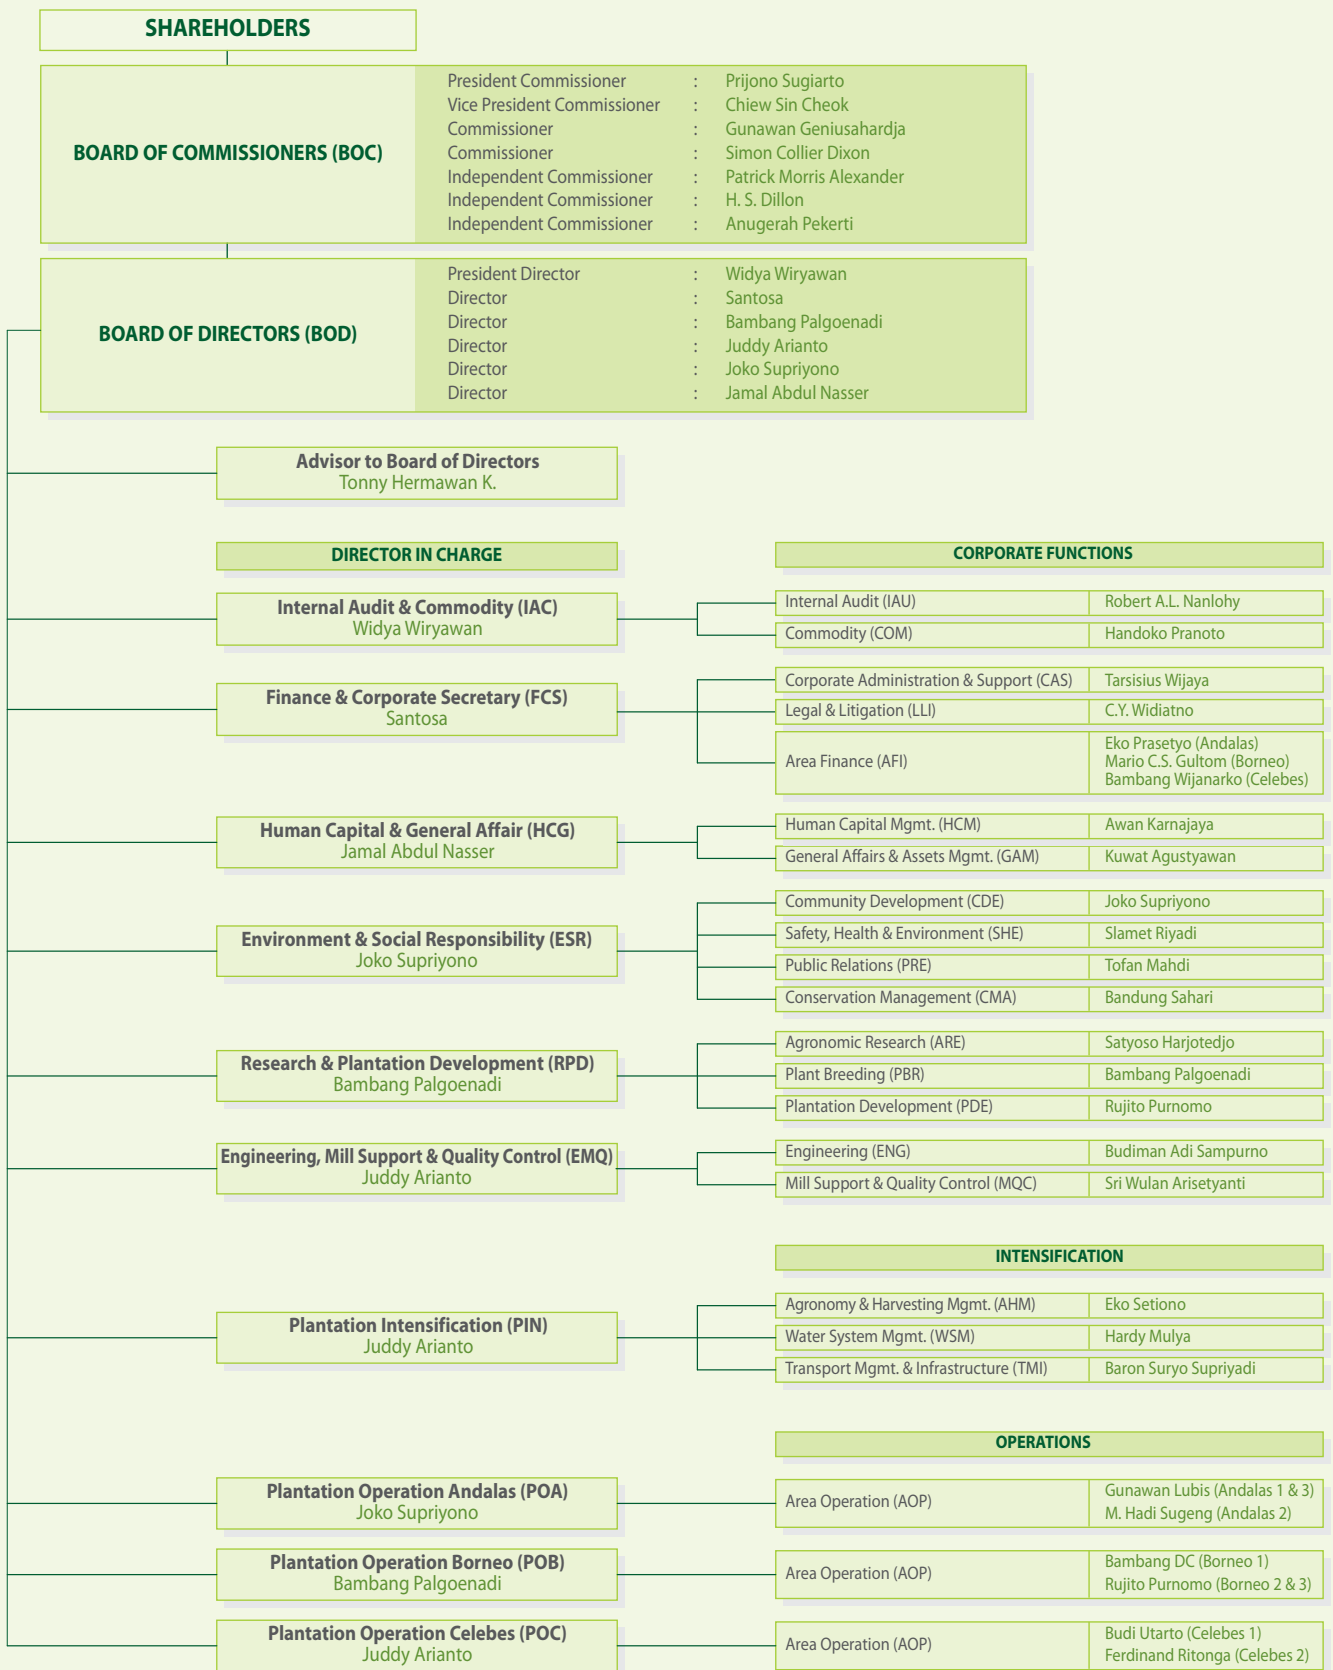 SHAREHOLDERS
BOARD OF COMMISSIONERS (BOC)
President Commissioner : Prijono Sugiarto
Vice President Commissioner : Chiew Sin Cheok
Commissioner : Gunawan Geniusahardja
Commissioner : Simon Collier Dixon
Independent Commissioner : Patrick Morris Alexander
Independent Commissioner : H. S. Dillon
Independent Commissioner : Anugerah Pekerti
BOARD OF DIRECTORS (BOD)
President Director : Widya Wiryawan
Director : Santosa
Director : Bambang Palgoenadi
Director : Juddy Arianto
Director : Joko Supriyono
Director : Jamal Abdul Nasser
Advisor to Board of Directors
Tonny Hermawan K.
DIRECTOR IN CHARGE
CORPORATE FUNCTIONS
Internal Audit & Commodity (IAC)
Widya Wiryawan
Internal Audit (IAU) Robert A.L. Nanlohy
Commodity (COM) Handoko Pranoto
Finance & Corporate Secretary (FCS)
Santosa
Corporate Administration & Support (CAS) Tarsisius Wijaya
Legal & Litigation (LLI) C.Y. Widiatno
Area Finance (AFI)
Eko Prasetyo (Andalas)
Mario C.S. Gultom (Borneo)
Bambang Wijanarko (Celebes)
Human Capital & General Affair (HCG)
Jamal Abdul Nasser
Human Capital Mgmt. (HCM) Awan Karnajaya
General Affairs & Assets Mgmt. (GAM) Kuwat Agustyawan
Environment & Social Responsibility (ESR)
Joko Supriyono
Community Development (CDE) Joko Supriyono
Safety, Health & Environment (SHE) Slamet Riyadi
Public Relations (PRE) Tofan Mahdi
Conservation Management (CMA) Bandung Sahari
Research & Plantation Development (RPD)
Bambang Palgoenadi
Agronomic Research (ARE) Satyoso Harjotedjo
Plant Breeding (PBR) Bambang Palgoenadi
Plantation Development (PDE) Rujito Purnomo
Engineering, Mill Support & Quality Control (EMQ)
Juddy Arianto
Engineering (ENG) Budiman Adi Sampurno
Mill Support & Quality Control (MQC) Sri Wulan Arisetyanti
INTENSIFICATION
Plantation Intensification (PIN)
Juddy Arianto
Agronomy & Harvesting Mgmt. (AHM) Eko Setiono
Water System Mgmt. (WSM) Hardy Mulya
Transport Mgmt. & Infrastructure (TMI) Baron Suryo Supriyadi
OPERATIONS
Plantation Operation Andalas (POA)
Joko Supriyono
Area Operation (AOP)
Gunawan Lubis (Andalas 1 & 3)
M. Hadi Sugeng (Andalas 2)
Plantation Operation Borneo (POB)
Bambang Palgoenadi
Area Operation (AOP)
Bambang DC (Borneo 1)
Rujito Purnomo (Borneo 2 & 3)
Plantation Operation Celebes (POC)
Juddy Arianto
Area Operation (AOP)
Budi Utarto (Celebes 1)
Ferdinand Ritonga (Celebes 2)